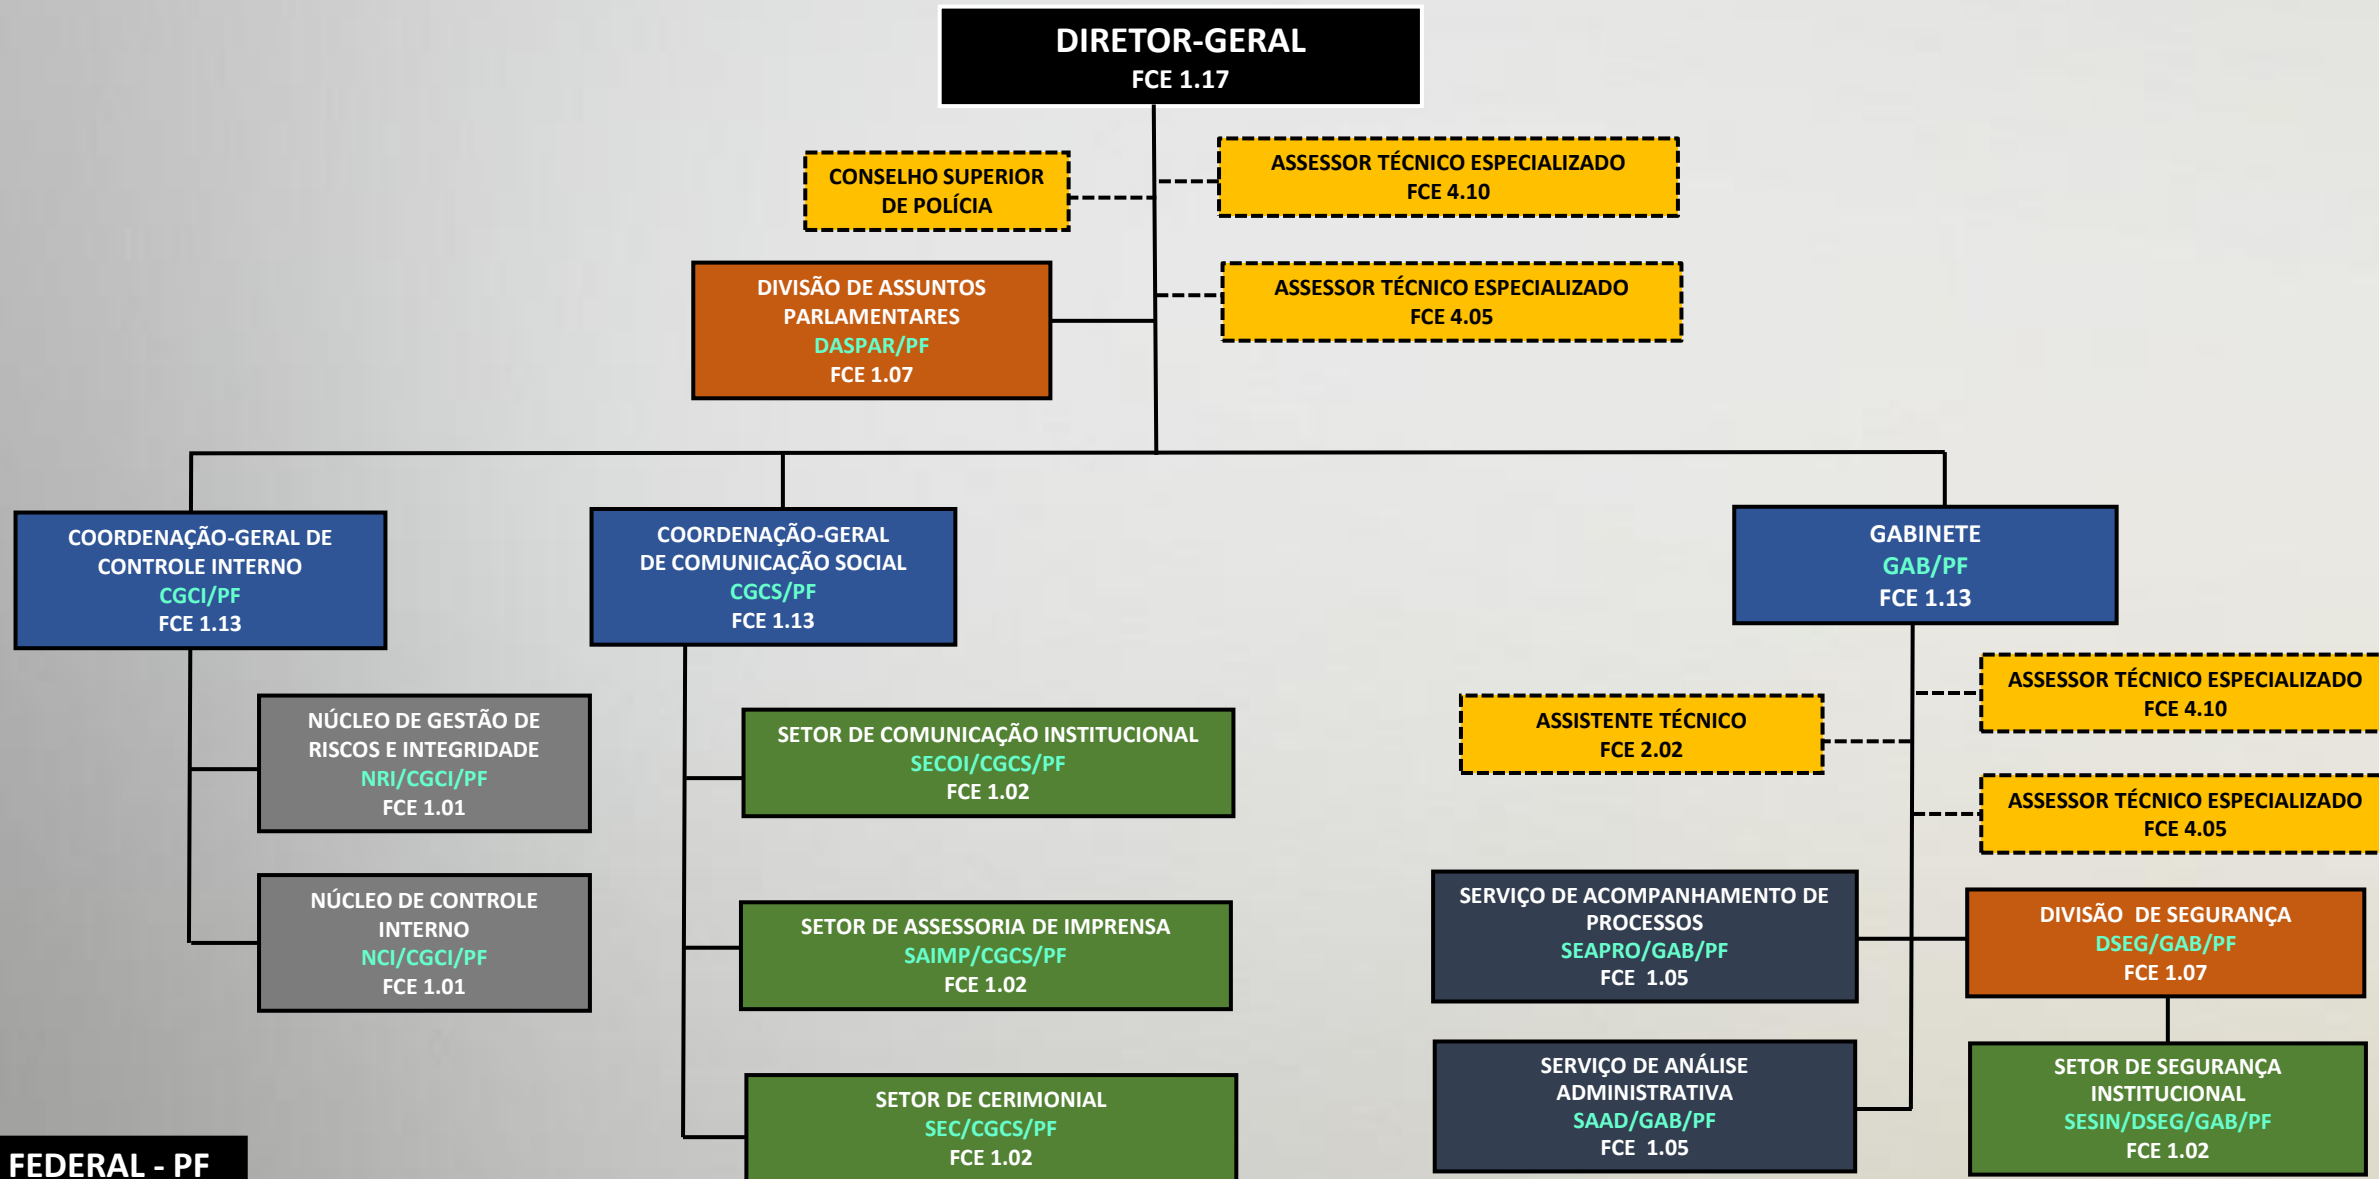 DIRETOR-GERAL
FCE 1.17
CONSELHO SUPERIOR
DE POLÍCIA
ASSESSOR TÉCNICO ESPECIALIZADO
FCE 4.10
DIVISÃO DE ASSUNTOS
PARLAMENTARES
DASPAR/PF
FCE 1.07
ASSESSOR TÉCNICO ESPECIALIZADO
FCE 4.05
COORDENAÇÃO-GERAL DE
CONTROLE INTERNO
CGCI/PF
FCE 1.13
COORDENAÇÃO-GERAL
DE COMUNICAÇÃO SOCIAL
CGCS/PF
FCE 1.13
GABINETE
GAB/PF
FCE 1.13
NÚCLEO DE GESTÃO DE
RISCOS E INTEGRIDADE
NRI/CGCI/PF
FCE 1.01
NÚCLEO DE CONTROLE
INTERNO
NCI/CGCI/PF
FCE 1.01
SETOR DE COMUNICAÇÃO INSTITUCIONAL
SECOI/CGCS/PF
FCE 1.02
SETOR DE ASSESSORIA DE IMPRENSA
SAIMP/CGCS/PF
FCE 1.02
SETOR DE CERIMONIAL
SEC/CGCS/PF
FCE 1.02
ASSISTENTE TÉCNICO
FCE 2.02
ASSESSOR TÉCNICO ESPECIALIZADO
FCE 4.10
ASSESSOR TÉCNICO ESPECIALIZADO
FCE 4.05
SERVIÇO DE ACOMPANHAMENTO DE
PROCESSOS
SEAPRO/GAB/PF
FCE 1.05
DIVISÃO DE SEGURANÇA
DSEG/GAB/PF
FCE 1.07
SERVIÇO DE ANÁLISE
ADMINISTRATIVA
SAAD/GAB/PF
FCE 1.05
SETOR DE SEGURANÇA
INSTITUCIONAL
SESIN/DSEG/GAB/PF
FCE 1.02
FEDERAL - PF